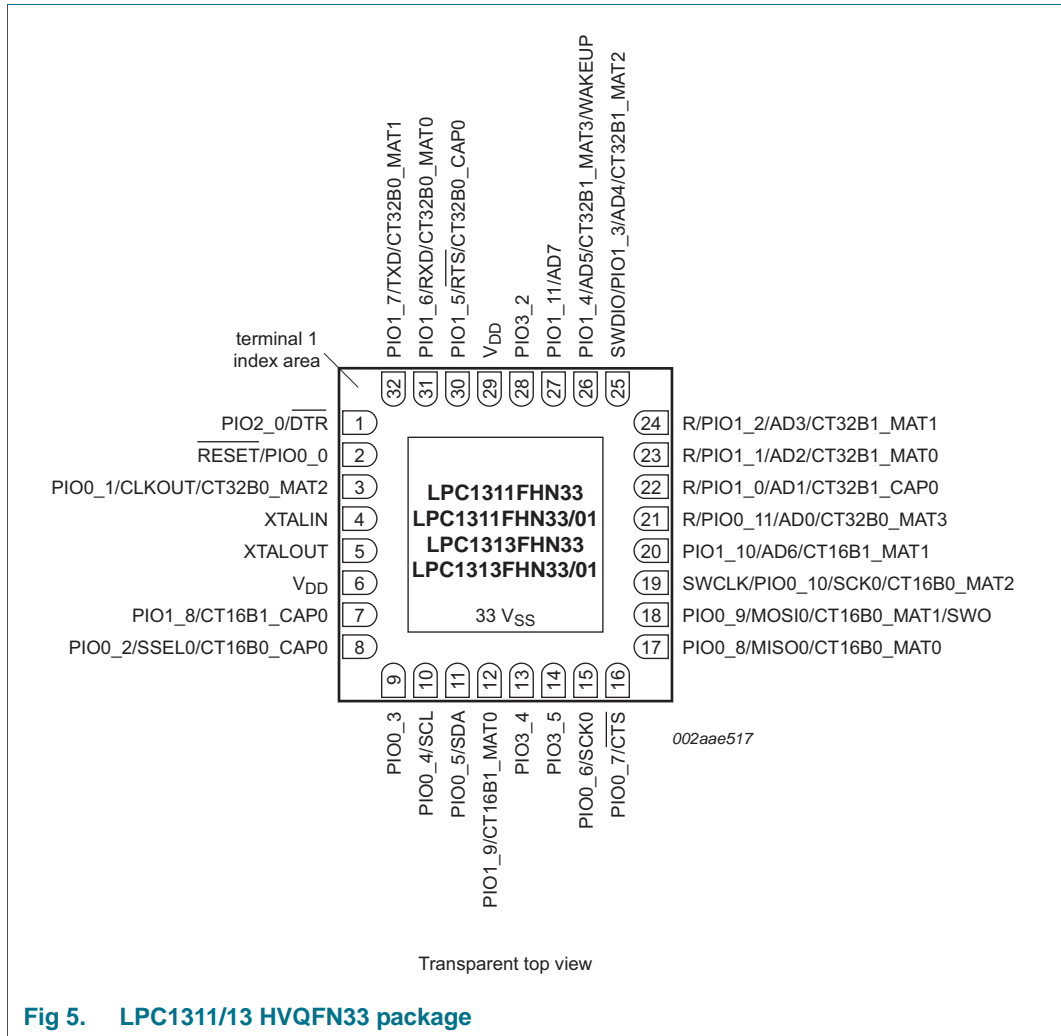 PIO1_7/TXD/CT32B0_MAT1
PIO1_6/RXD/CT32B0_MAT0
PIO1_5/RTS/CT32B0_CAP0
VDD
PIO3_2
PIO1_11/AD7
PIO1_4/AD5/CT32B1_MAT3/WAKEUP
SWDIO/PIO1_3/AD4/CT32B1_MAT2
terminal 1
index area
32
31
30
29
28
27
26
25
PIO2_0/DTR 1
RESET/PIO0_0 2
PIO0_1/CLKOUT/CT32B0_MAT2 3
XTALIN 4
XTALOUT 5
VDD 6
PIO1_8/CT16B1_CAP0 7
PIO0_2/SSEL0/CT16B0_CAP0 8
LPC1311FHN33
LPC1311FHN33/01
LPC1313FHN33
LPC1313FHN33/01
33 VSS
24 R/PIO1_2/AD3/CT32B1_MAT1
23 R/PIO1_1/AD2/CT32B1_MAT0
22 R/PIO1_0/AD1/CT32B1_CAP0
21 R/PIO0_11/AD0/CT32B0_MAT3
20 PIO1_10/AD6/CT16B1_MAT1
19 SWCLK/PIO0_10/SCK0/CT16B0_MAT2
18 PIO0_9/MOSI0/CT16B0_MAT1/SWO
17 PIO0_8/MISO0/CT16B0_MAT0
9
10
11
12
13
14
15
16
PIO0_3
PIO0_4/SCL
PIO0_5/SDA
PIO1_9/CT16B1_MAT0
PIO3_4
PIO3_5
PIO0_6/SCK0
PIO0_7/CTS
002aae517
Transparent top view
Fig 5. LPC1311/13 HVQFN33 package